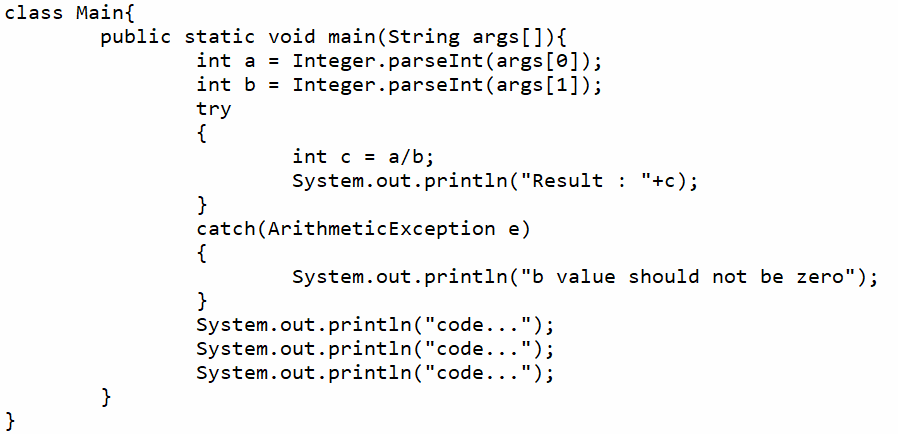 class Main{
        public static void main(String args[]){
                int a = Integer.parseInt(args[0]);
                int b = Integer.parseInt(args[1]);
                try
                {
                        int c = a/b;
                        System.out.println("Result : "+c);
                }
                catch(ArithmeticException e)
                {
                        System.out.println("b value should not be zero");
                }
                System.out.println("code...");
                System.out.println("code...");
                System.out.println("code...");
        }
}